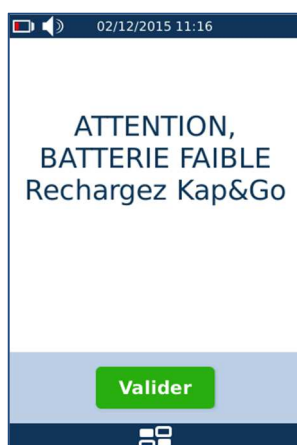 02/12/2015 11:16
ATTENTION,
BATTERIE FAIBLE
Rechargez Kap&Go
Valider